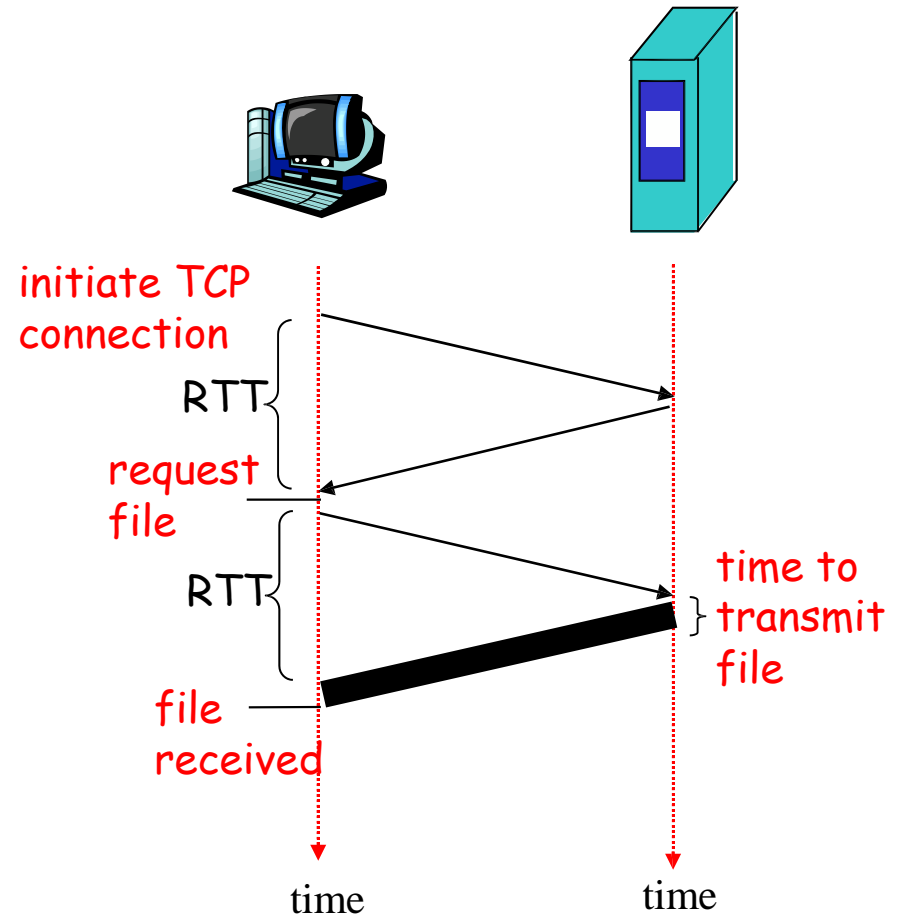 initiate TCP
connection
RTT
request
file
RTT
time to
transmit
file
file
received
time
time